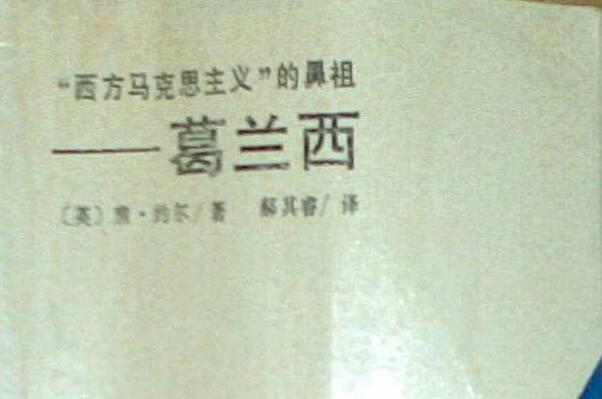 “西方马克思主义”的鼻祖
——葛兰西
〔英〕·约尔/著 郝其睿/译